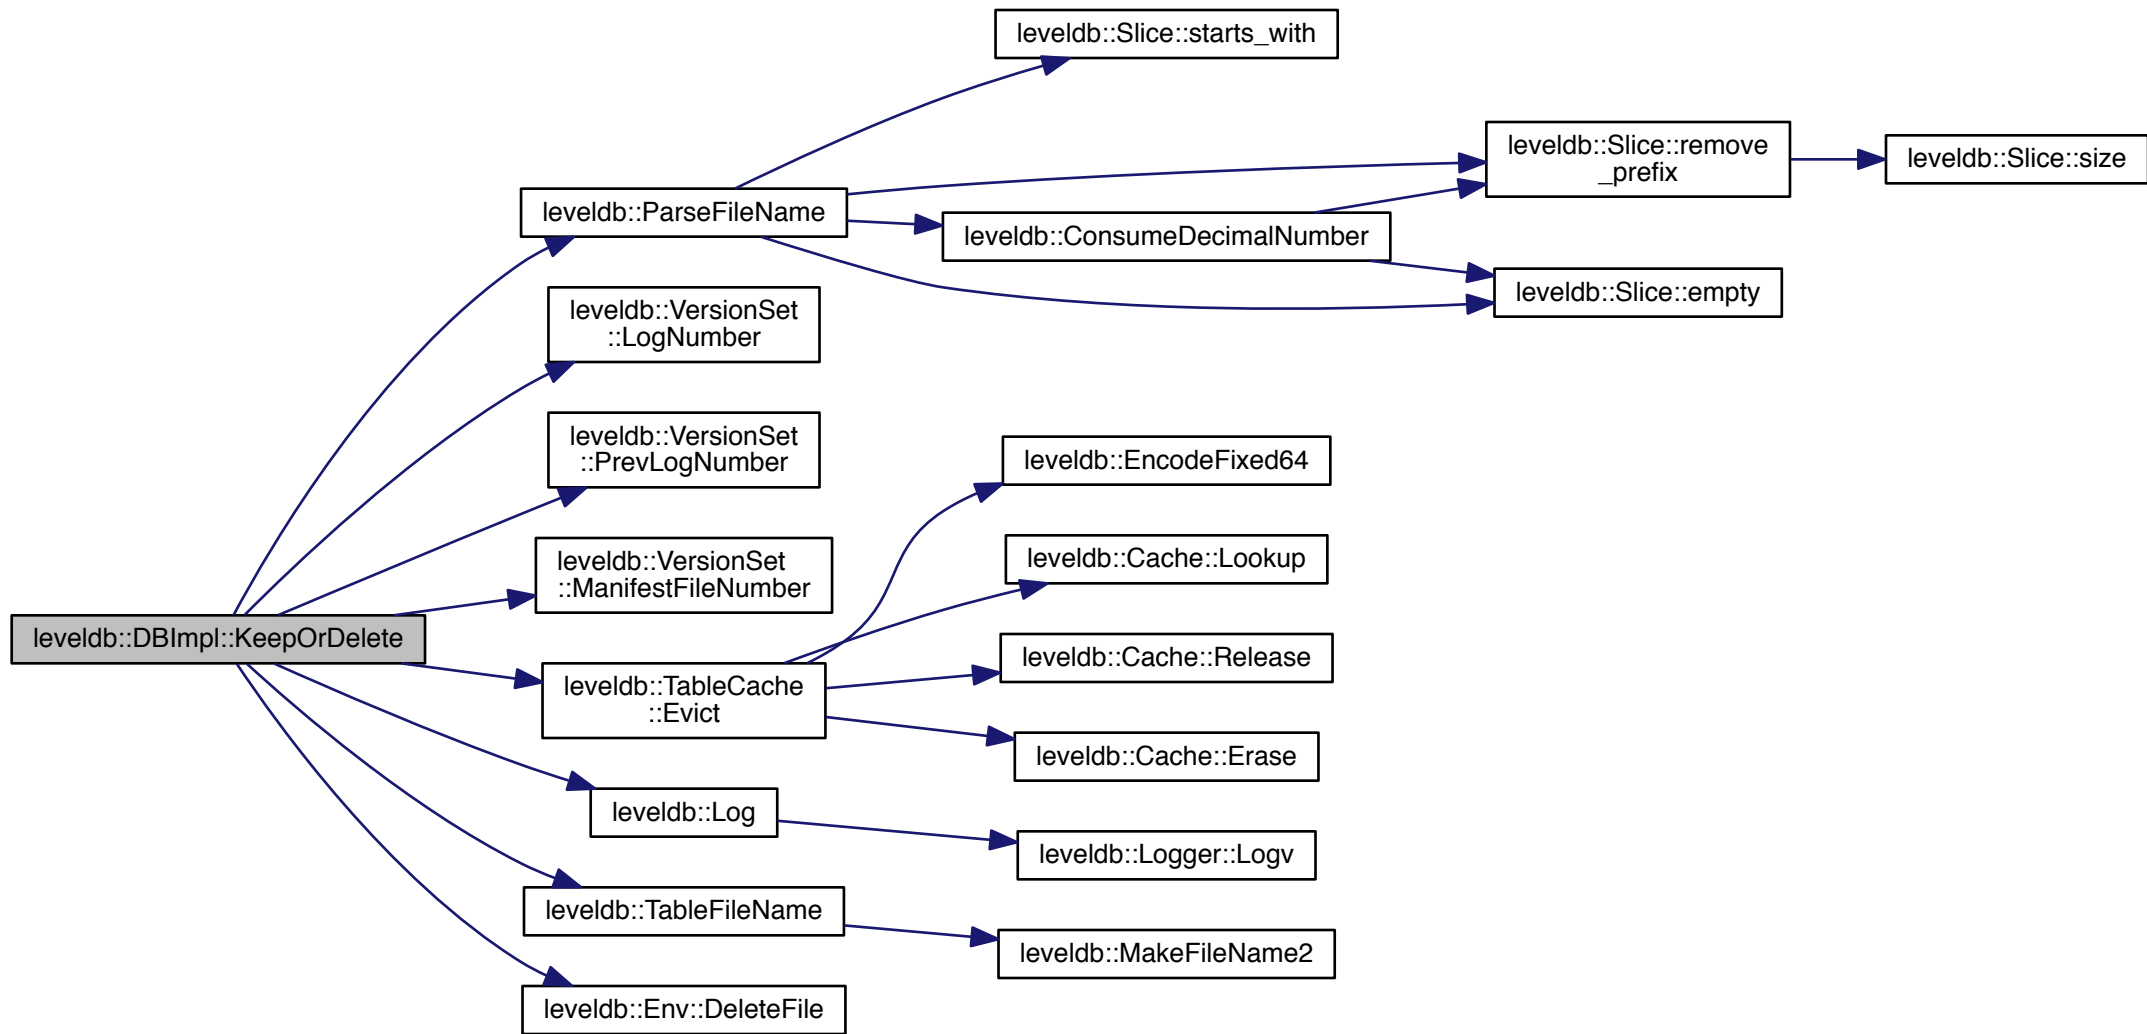 leveldb::Slice::starts_with
leveldb::Slice::remove
_prefix
leveldb::Slice::size
leveldb::ParseFileName
leveldb::ConsumeDecimalNumber
leveldb::Slice::empty
leveldb::VersionSet
::LogNumber
leveldb::VersionSet
::PrevLogNumber
leveldb::EncodeFixed64
leveldb::VersionSet
::ManifestFileNumber
leveldb::Cache::Lookup
leveldb::DBImpl::KeepOrDelete
leveldb::Cache::Release
leveldb::TableCache
::Evict
leveldb::Cache::Erase
leveldb::Log
leveldb::Logger::Logv
leveldb::TableFileName
leveldb::MakeFileName2
leveldb::Env::DeleteFile